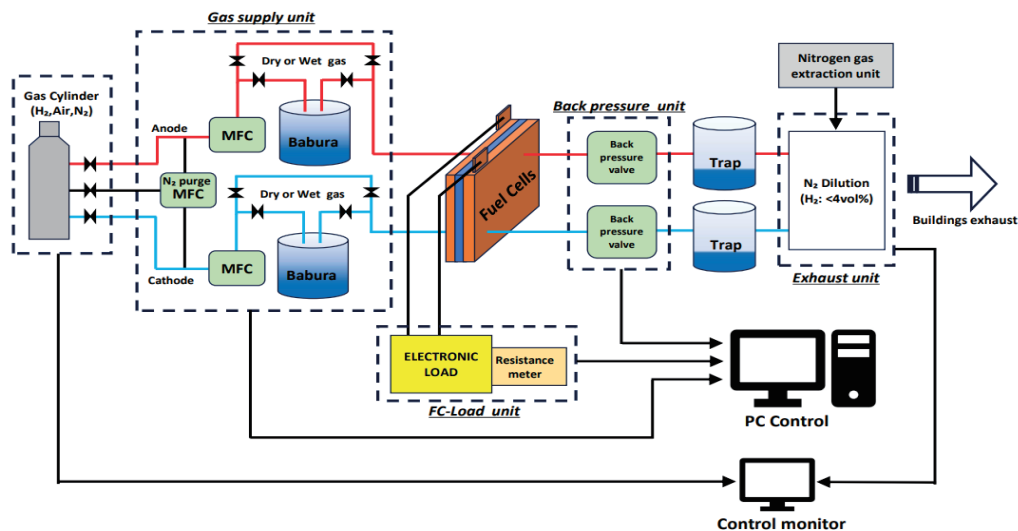 Gas supply unit
Gas Cylinder
(H₂,Air,N₂)
Anode
Cathode
MFC
N₂ purge
MFC
MFC
Dry or Wet gas
Babura
Dry or Wet gas
Babura
Fuel Cells
Back pressure unit
Back
pressure
valve
Back
pressure
valve
Trap
Trap
Nitrogen gas
extraction unit
N₂ Dilution
(H₂: <4vol%)
Exhaust unit
Buildings exhaust
ELECTRONIC
LOAD
Resistance
meter
FC-Load unit
PC Control
Control monitor